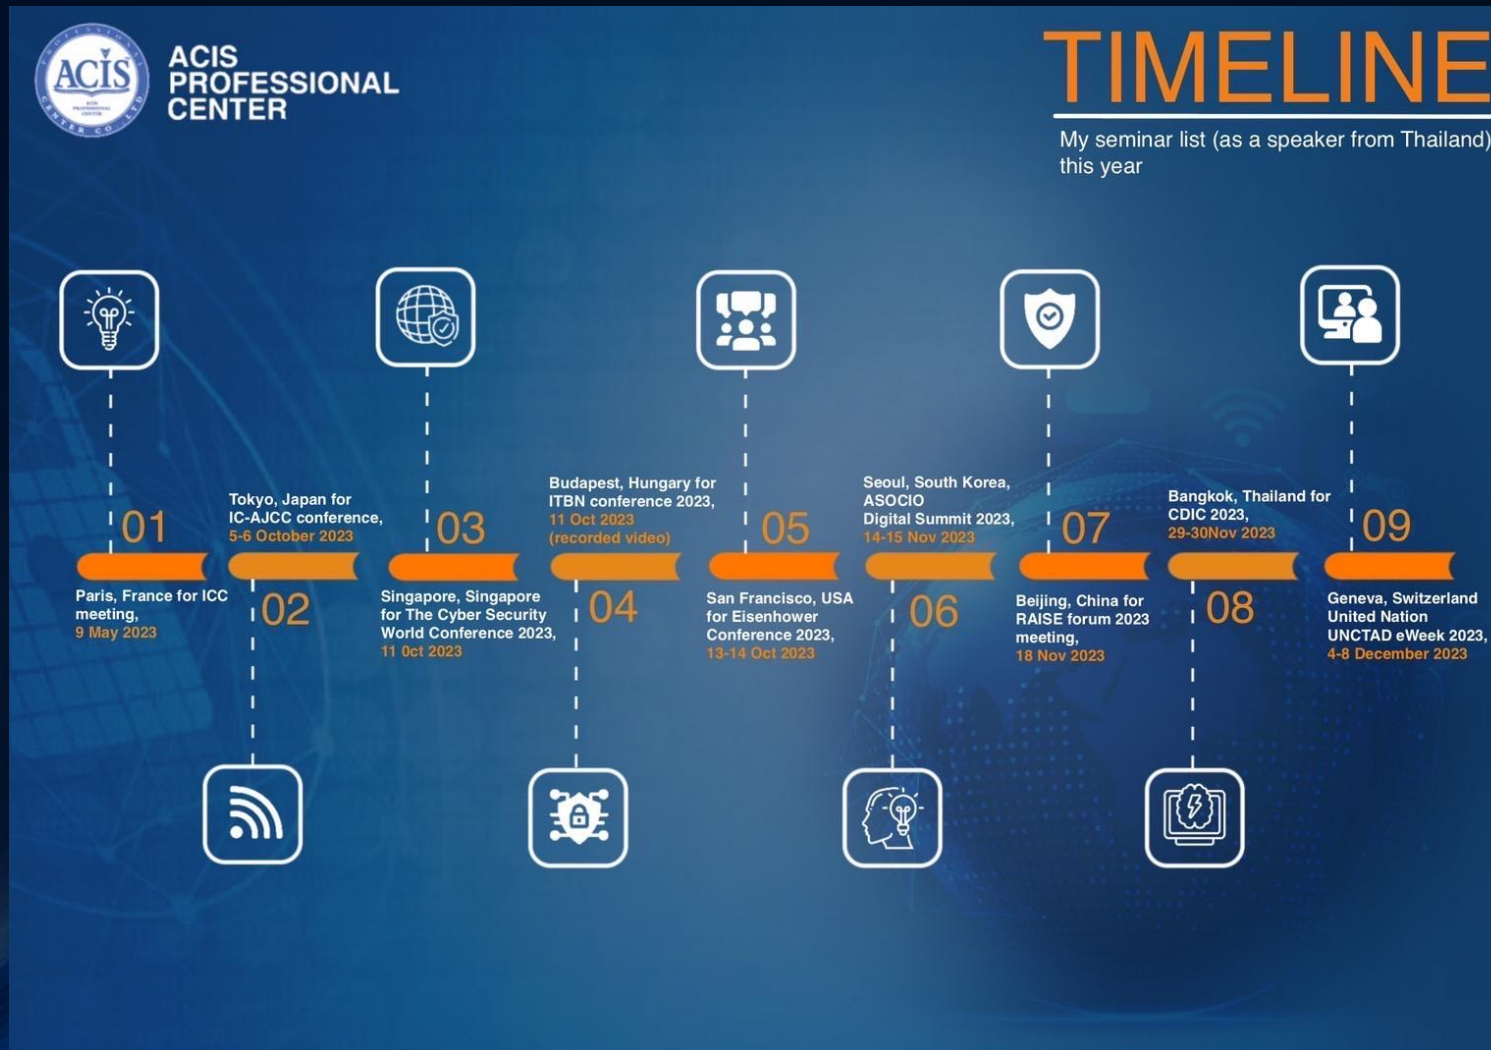 ACIS
PROFESSIONAL
CENTER
ACIS
PROFESSIONAL
CENTER
TIMELINE
My seminar list (as a speaker from Thailand)
this year
01
Paris, France for ICC
meeting,
9 May 2023
Tokyo, Japan for
IC-AJCC conference,
5-6 October 2023
02
03
Singapore, Singapore
for The Cyber Security
World Conference 2023,
11 0ct 2023
Budapest, Hungary for
ITBN conference 2023,
11 Oct 2023
(recorded video)
04
05
San Francisco, USA
for Eisenhower
Conference 2023,
13-14 Oct 2023
Seoul, South Korea,
ASOCIO
Digital Summit 2023,
14-15 Nov 2023
06
07
Beijing, China for
RAISE forum 2023
meeting,
18 Nov 2023
Bangkok, Thailand for
CDIC 2023,
29-30Nov 2023
08
09
Geneva, Switzerland
United Nation
UNCTAD eWeek 2023,
4-8 December 2023